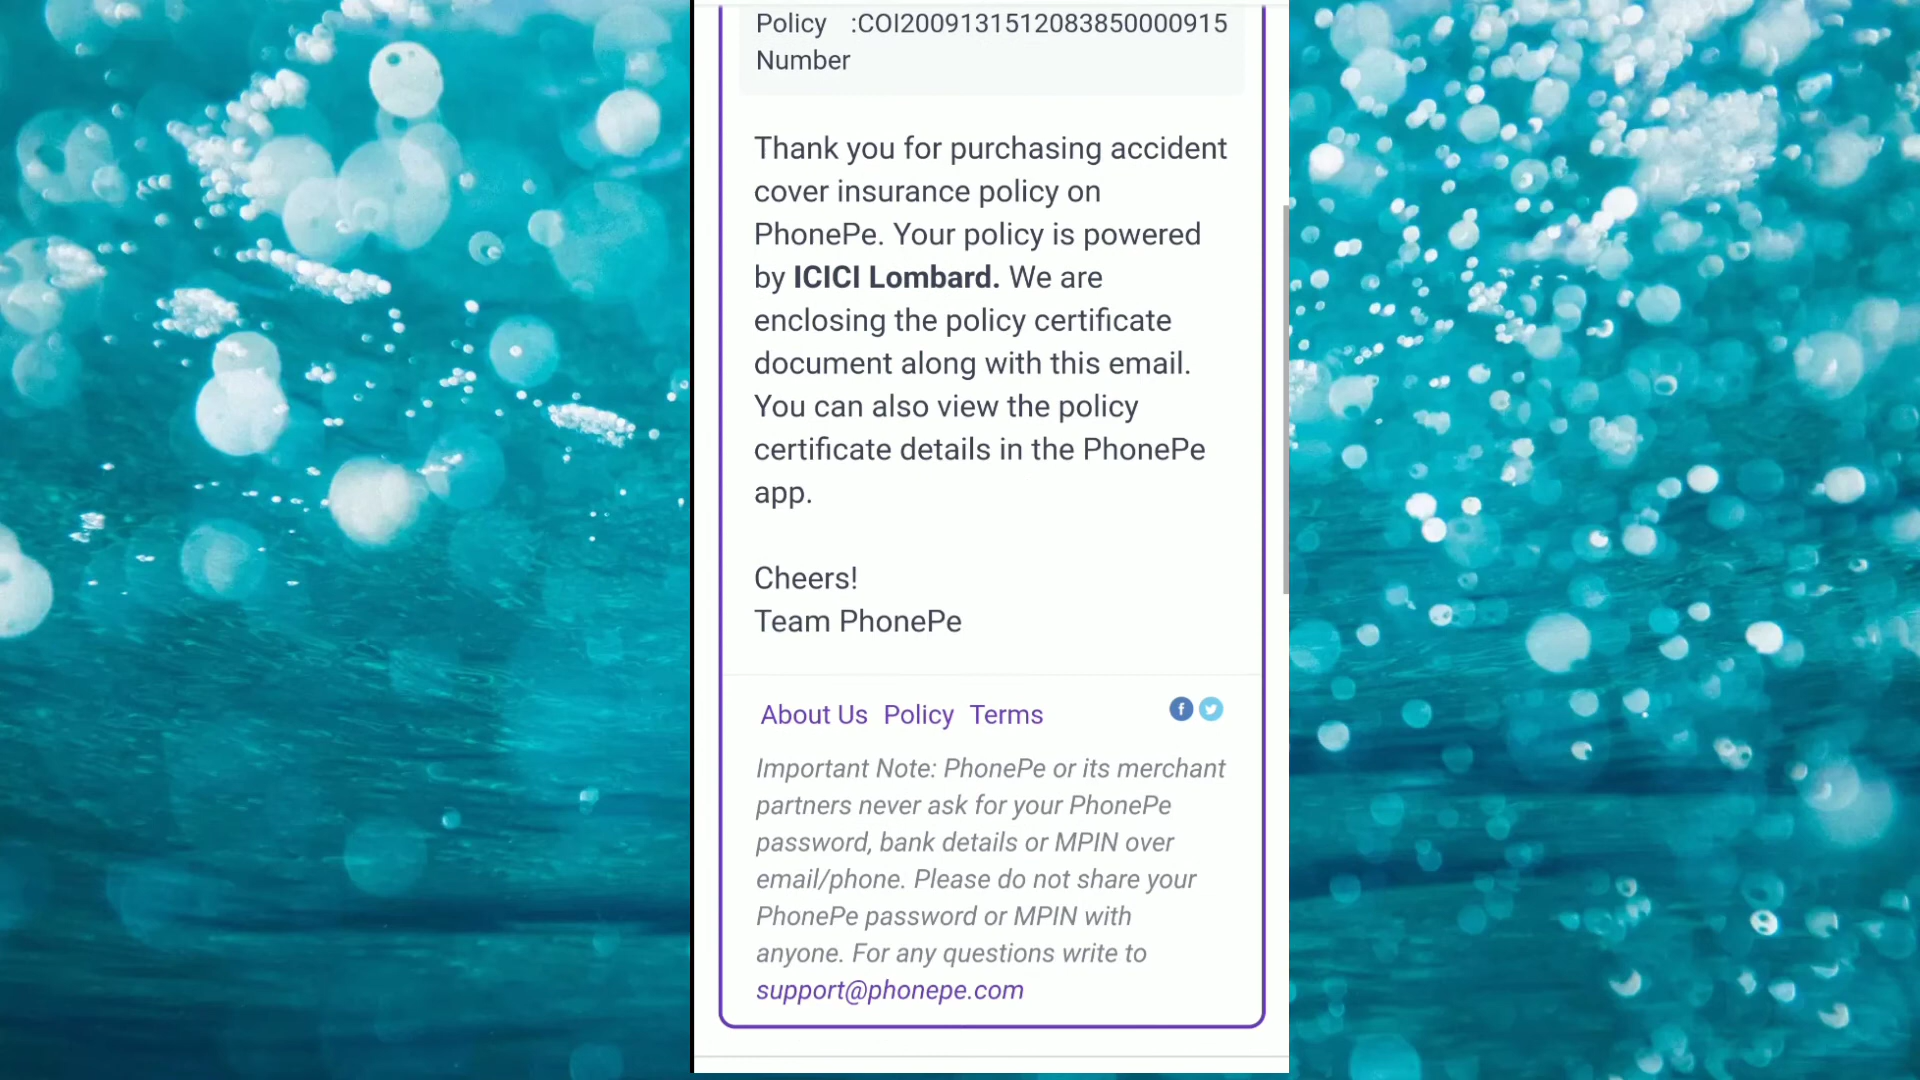 Policy :COI2009131512083850000915
Number
Thank you for purchasing accident
cover insurance policy on
PhonePe. Your policy is powered
by ICICI Lombard. We are
enclosing the policy certificate
document along with this email.
You can also view the policy
certificate details in the PhonePe
app.
Cheers!
Team PhonePe
About Us Policy Terms
Important Note: PhonePe or its merchant
partners never ask for your PhonePe
password, bank details or MPIN over
email/phone. Please do not share your
PhonePe password or MPIN with
anyone. For any questions write to
support@phonepe.com